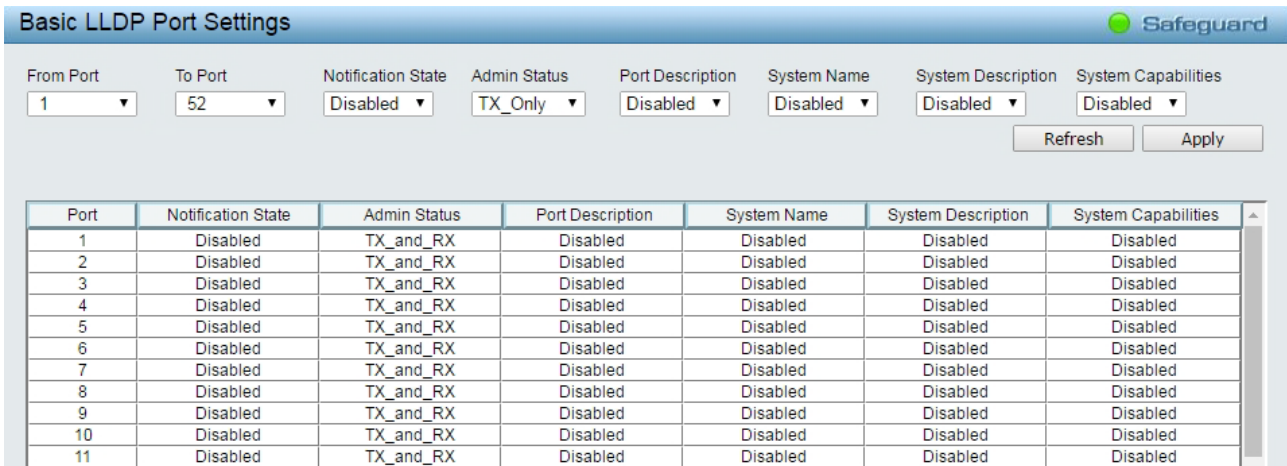 Basic LLDP Port Settings Safeguard
From Port To Port Notification State Admin Status Port Description System Name System Description System Capabilities
1 52 Disabled TX_Only Disabled Disabled Disabled Disabled
Refresh Apply
Port Notification State Admin Status Port Description System Name System Description System Capabilities
1 Disabled TX_and_RX Disabled Disabled Disabled Disabled
2 Disabled TX_and_RX Disabled Disabled Disabled Disabled
3 Disabled TX_and_RX Disabled Disabled Disabled Disabled
4 Disabled TX_and_RX Disabled Disabled Disabled Disabled
5 Disabled TX_and_RX Disabled Disabled Disabled Disabled
6 Disabled TX_and_RX Disabled Disabled Disabled Disabled
7 Disabled TX_and_RX Disabled Disabled Disabled Disabled
8 Disabled TX_and_RX Disabled Disabled Disabled Disabled
9 Disabled TX_and_RX Disabled Disabled Disabled Disabled
10 Disabled TX_and_RX Disabled Disabled Disabled Disabled
11 Disabled TX_and_RX Disabled Disabled Disabled Disabled